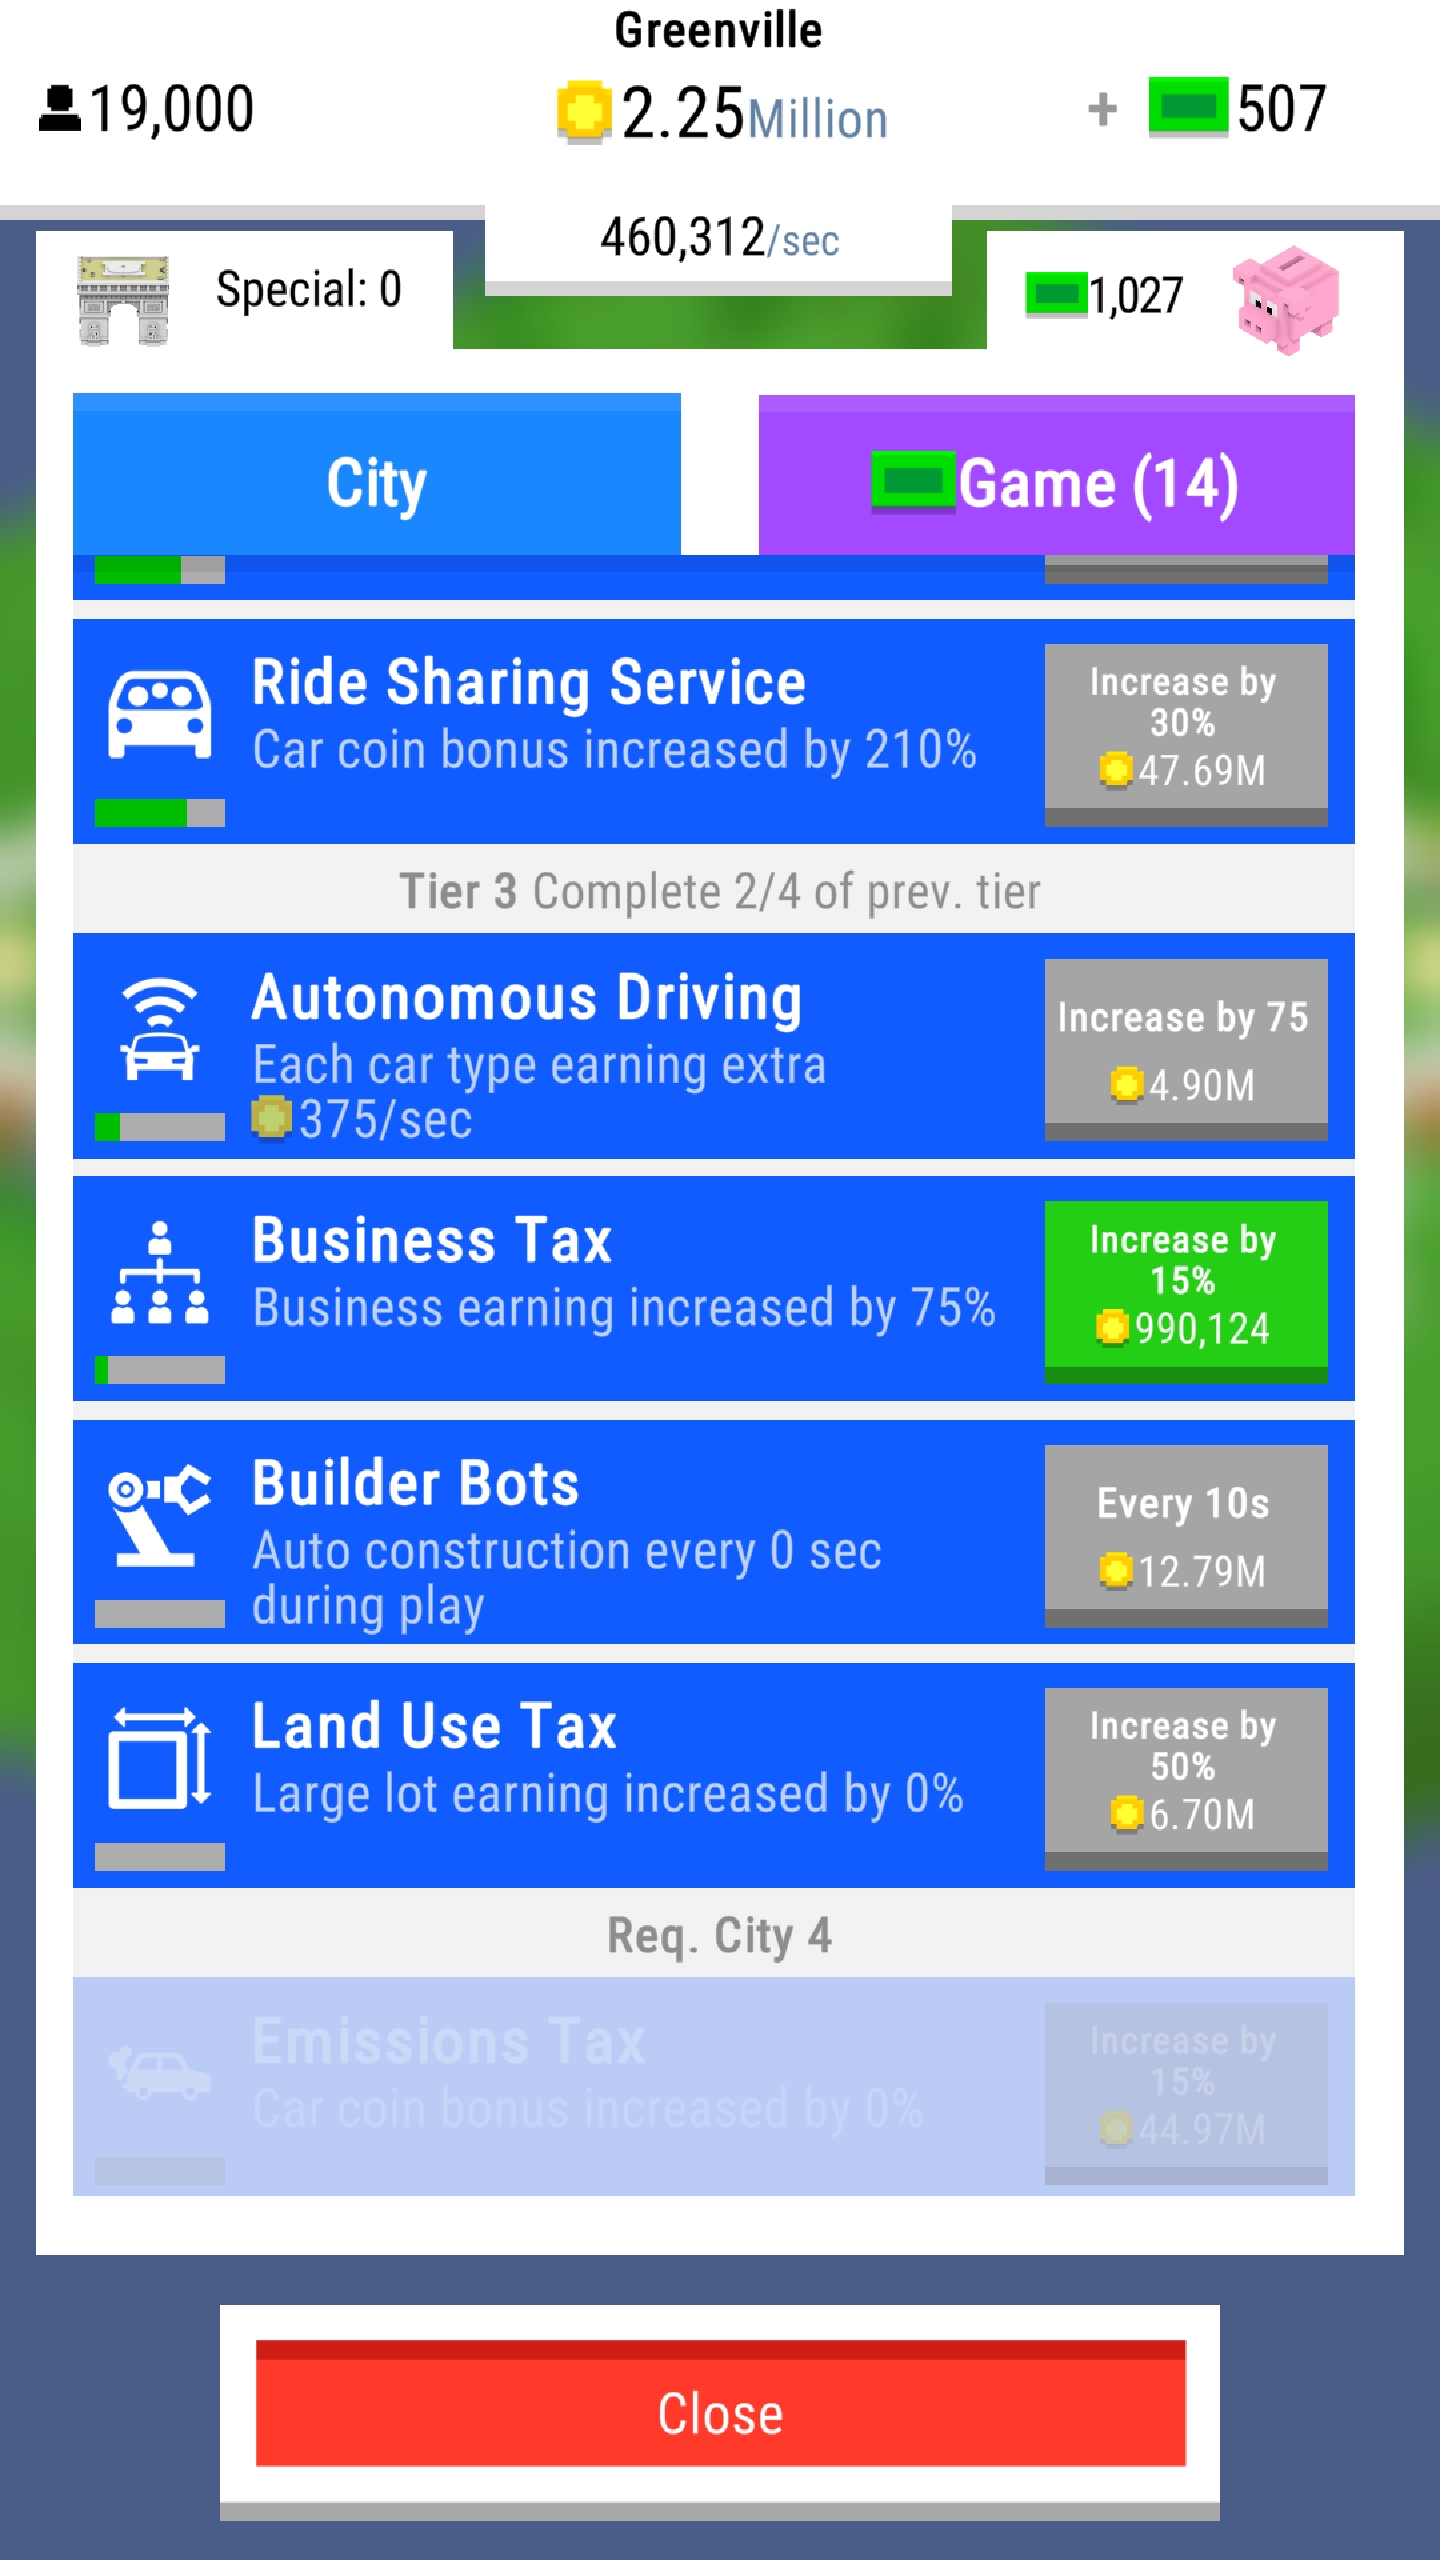 Greenville
19,000
2.25Million
+ 507
460,312/sec
Special: 0
1,027
City
Game (14)
Ride Sharing Service
Car coin bonus increased by 210%
Increase by
30%
47.69M
Tier 3 Complete 2/4 of prev. tier
Autonomous Driving
Each car type earning extra
375/sec
Increase by 75
4.90M
Business Tax
Business earning increased by 75%
Increase by
15%
990,124
Builder Bots
Auto construction every 0 sec
during play
Every 10s
12.79M
Land Use Tax
Large lot earning increased by 0%
Increase by
50%
6.70M
Req. City 4
Emissions Tax
Car coin bonus increased by 0%
Increase by
15%
44.97M
Close